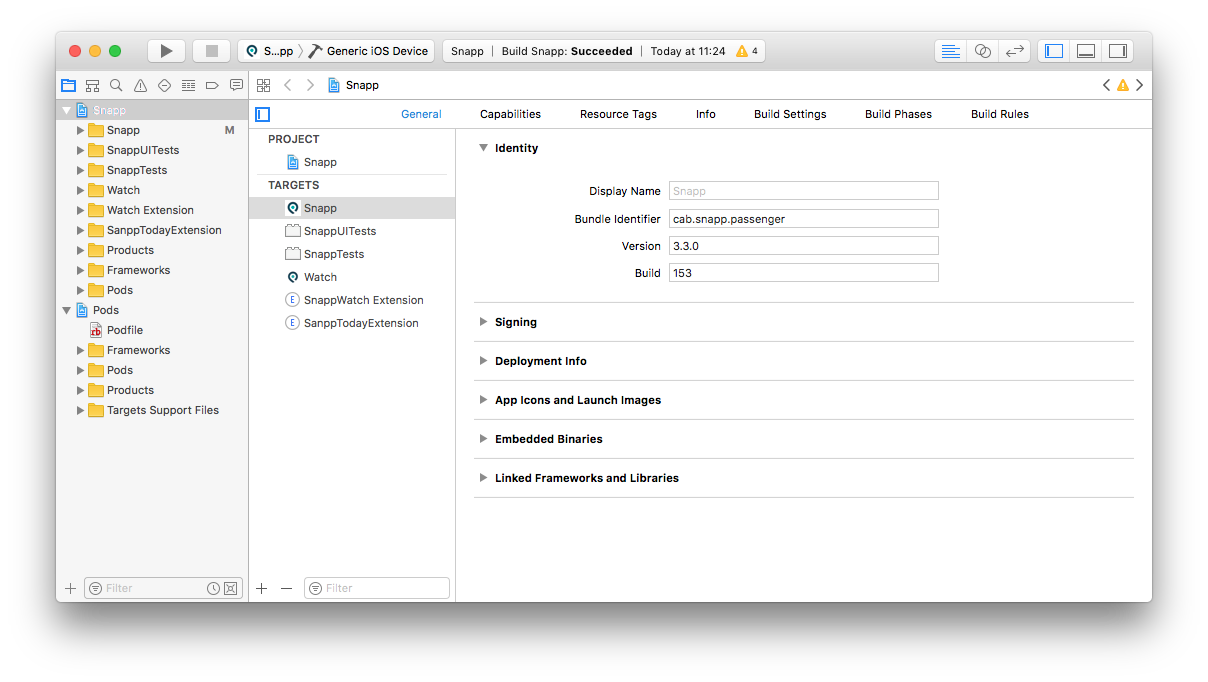 S...pp
Generic iOS Device
Snapp | Build Snapp: Succeeded | Today at 11:24
4
Snapp
Snapp
M
SnappUITests
SnappTests
Watch
Watch Extension
SanppTodayExtension
Products
Frameworks
Pods
Pods
rb
Podfile
Frameworks
Pods
Products
Targets Support Files
Filter
Snapp
General
Capabilities
Resource Tags
Info
Build Settings
Build Phases
Build Rules
PROJECT
Snapp
TARGETS
Snapp
SnappUITests
SnappTests
Watch
E SnappWatch Extension
E SanppTodayExtension
Filter
Identity
Display Name Snapp
Bundle Identifier cab.snapp.passenger
Version 3.3.0
Build 153
Signing
Deployment Info
App Icons and Launch Images
Embedded Binaries
Linked Frameworks and Libraries